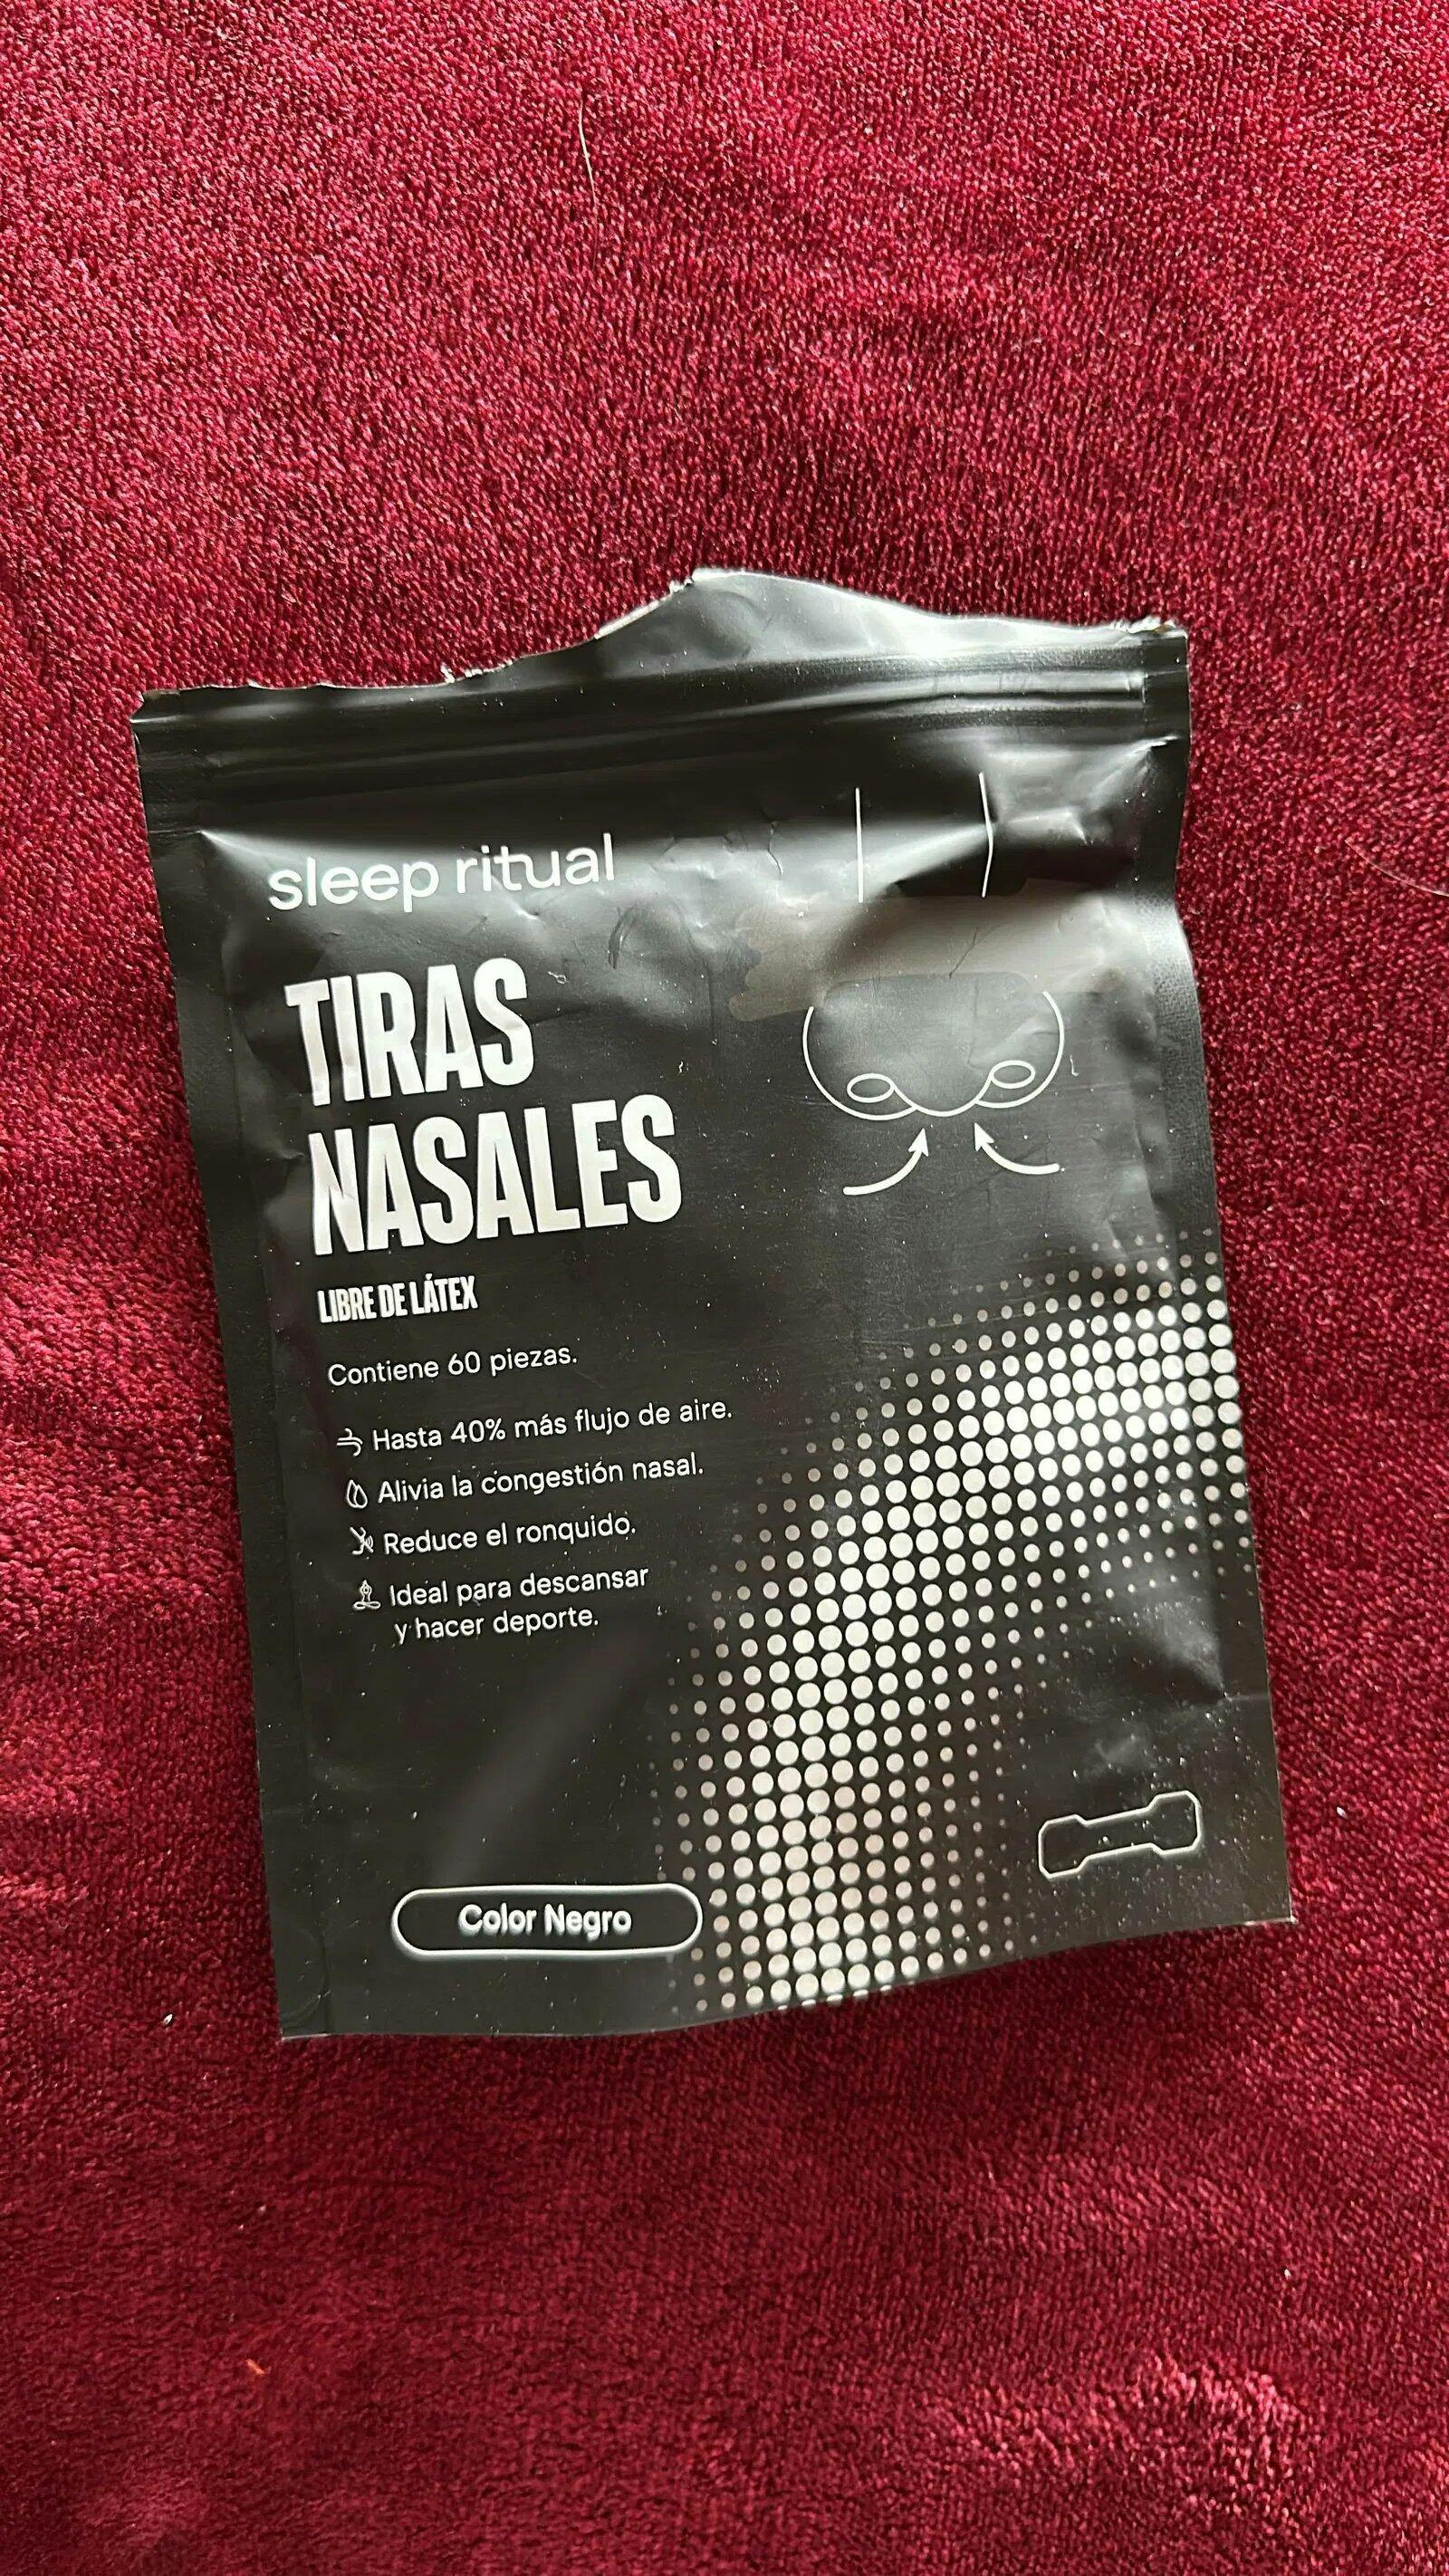 sleep ritual
TIRAS
NASALES
LIBRE DE LÁTEX
Contiene 60 piezas.
Hasta 40% más flujo de aire.
Alivia la congestión nasal.
Reduce el ronquido.
Ideal para descansar
y hacer deporte.
Color Negro